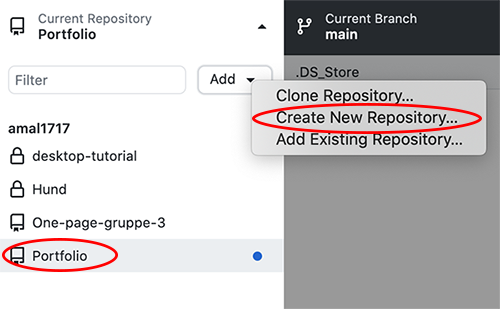 Current Repository
Portfolio
Current Branch
main
Filter
Add
.DS_Store
Clone Repository...
Create New Repository...
Add Existing Repository...
amal1717
desktop-tutorial
Hund
One-page-gruppe-3
Portfolio